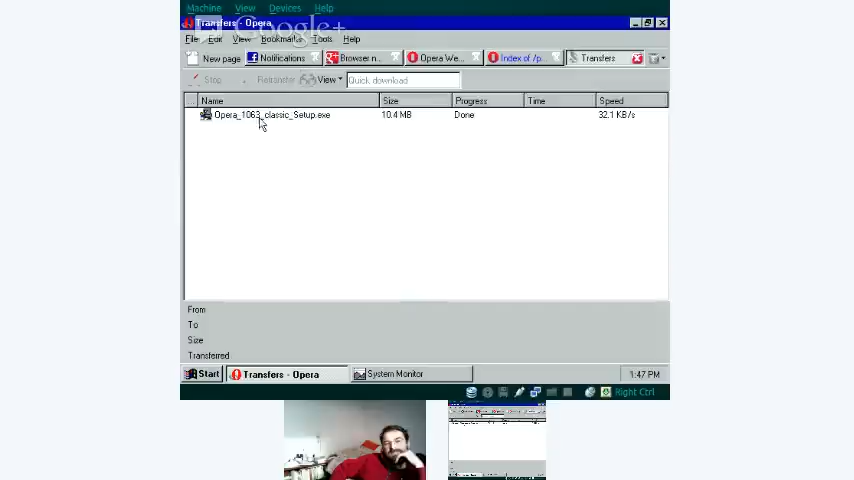 Machine View Devices Help
Transfers - Opera
Google+
File Edit View Bookmarks Tools Help
New page Notifications Browser n... Opera We... Index of /p... Transfers
Stop Retransfer View Quick download
... Name Size Progress Time Speed
Opera_1063_classic_Setup.exe 10.4 MB Done 32.1 KB/s
From
To
Size
Transferred
Start Transfers - Opera System Monitor 1:47 PM
Right Ctrl